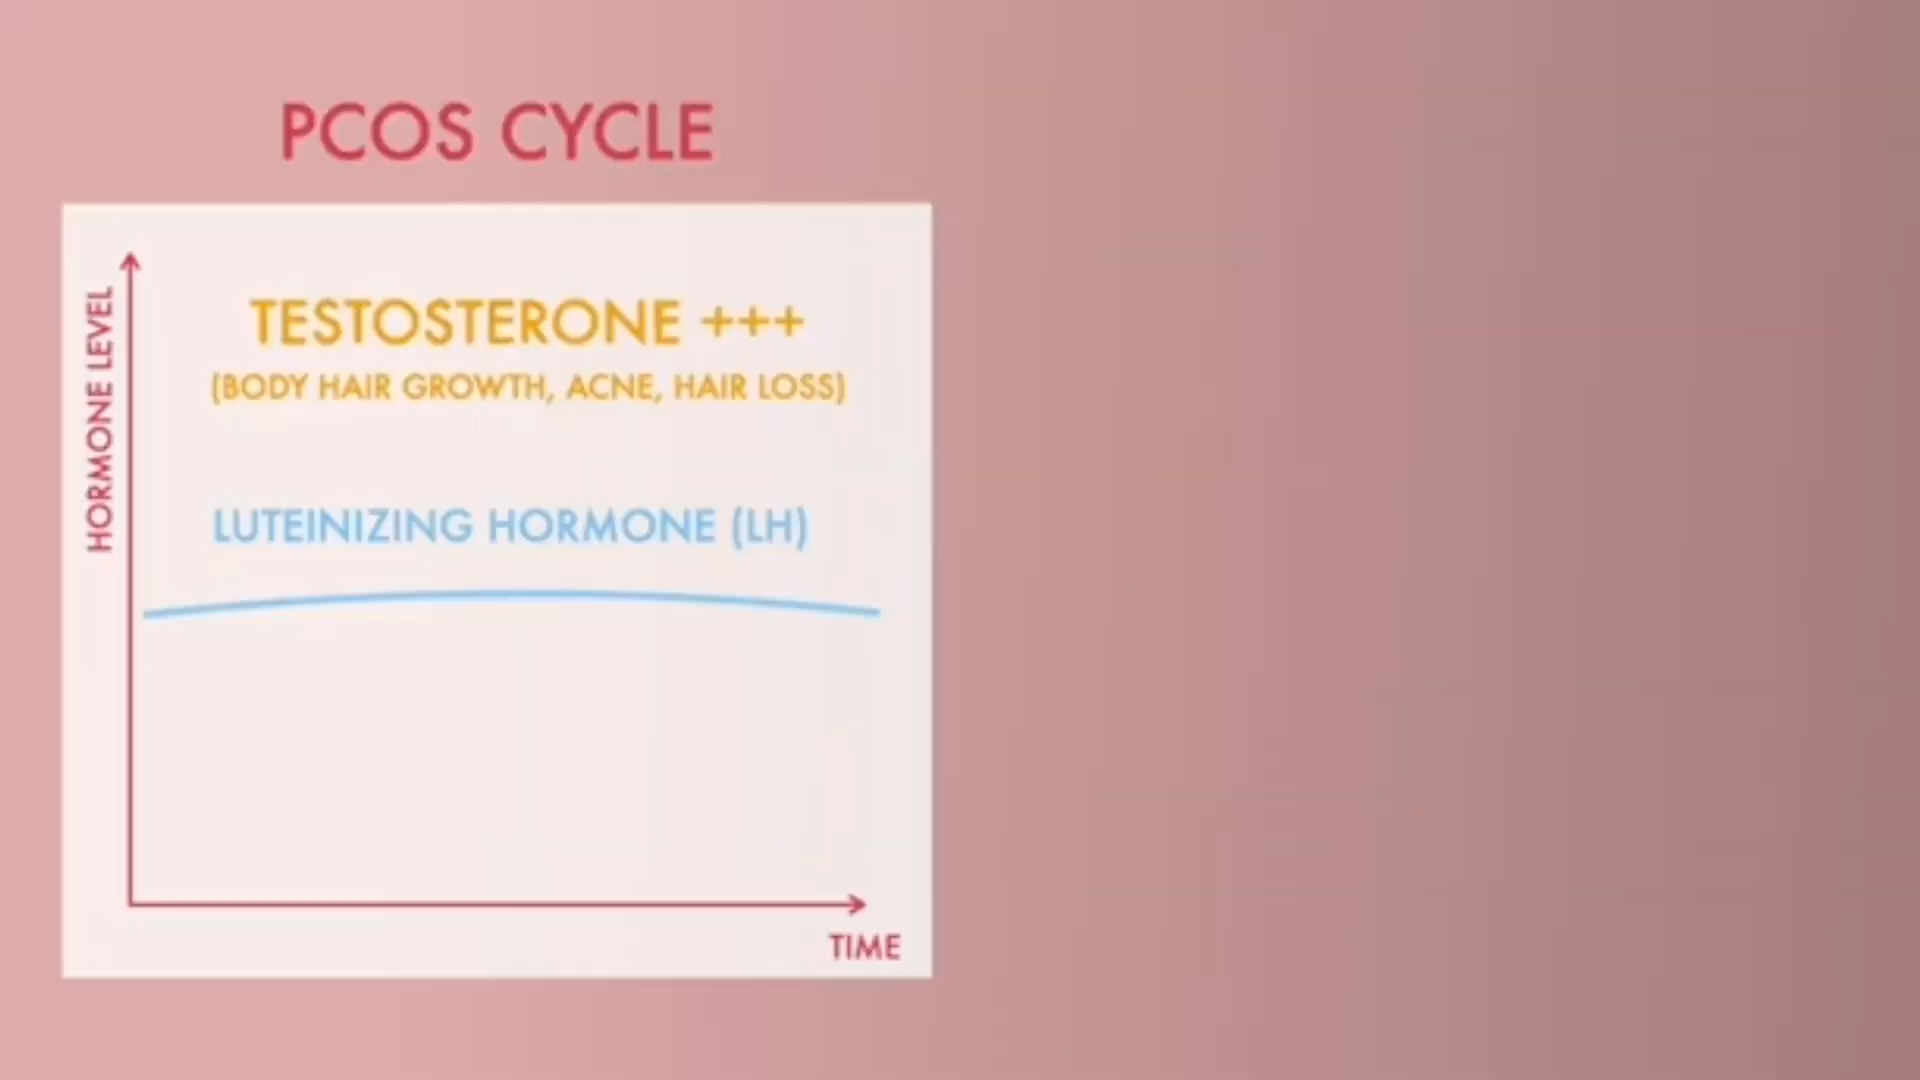 PCOS CYCLE
HORMONE LEVEL
TESTOSTERONE +++
(BODY HAIR GROWTH, ACNE, HAIR LOSS)
LUTEINIZING HORMONE (LH)
TIME